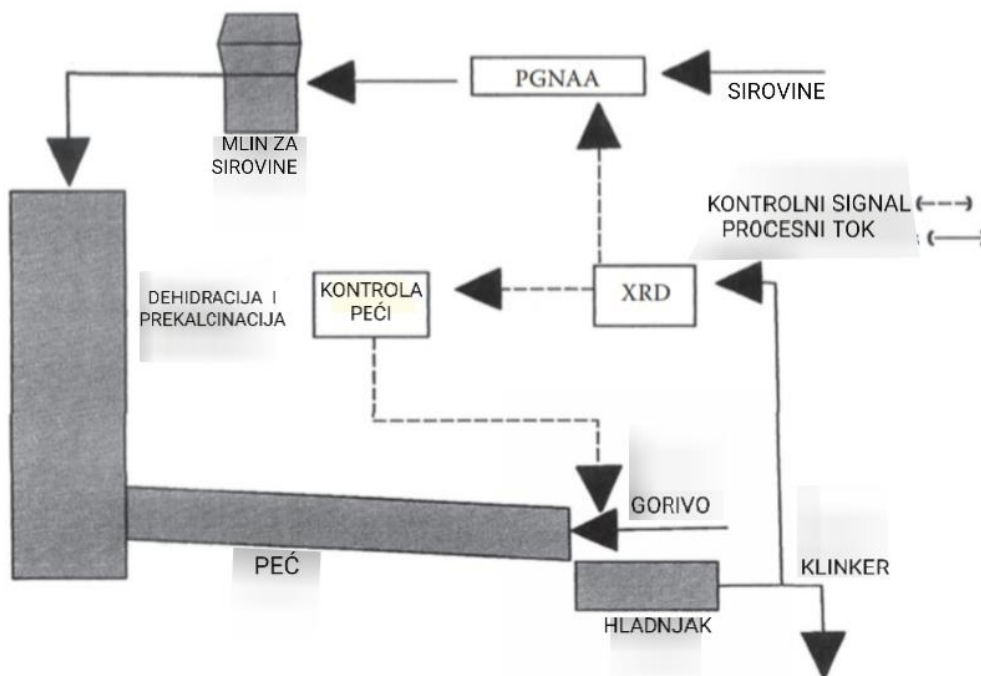 PGNAA
SIROVINE
MLIN ZA
SIROVINE
KONTROLNI SIGNAL
PROCESNI TOK
DEHIDRACIJA I
PREKALCINACIJA
KONTROLA
PEĆI
XRD
GORIVO
PEĆ
KLINKER
HLADNJAK